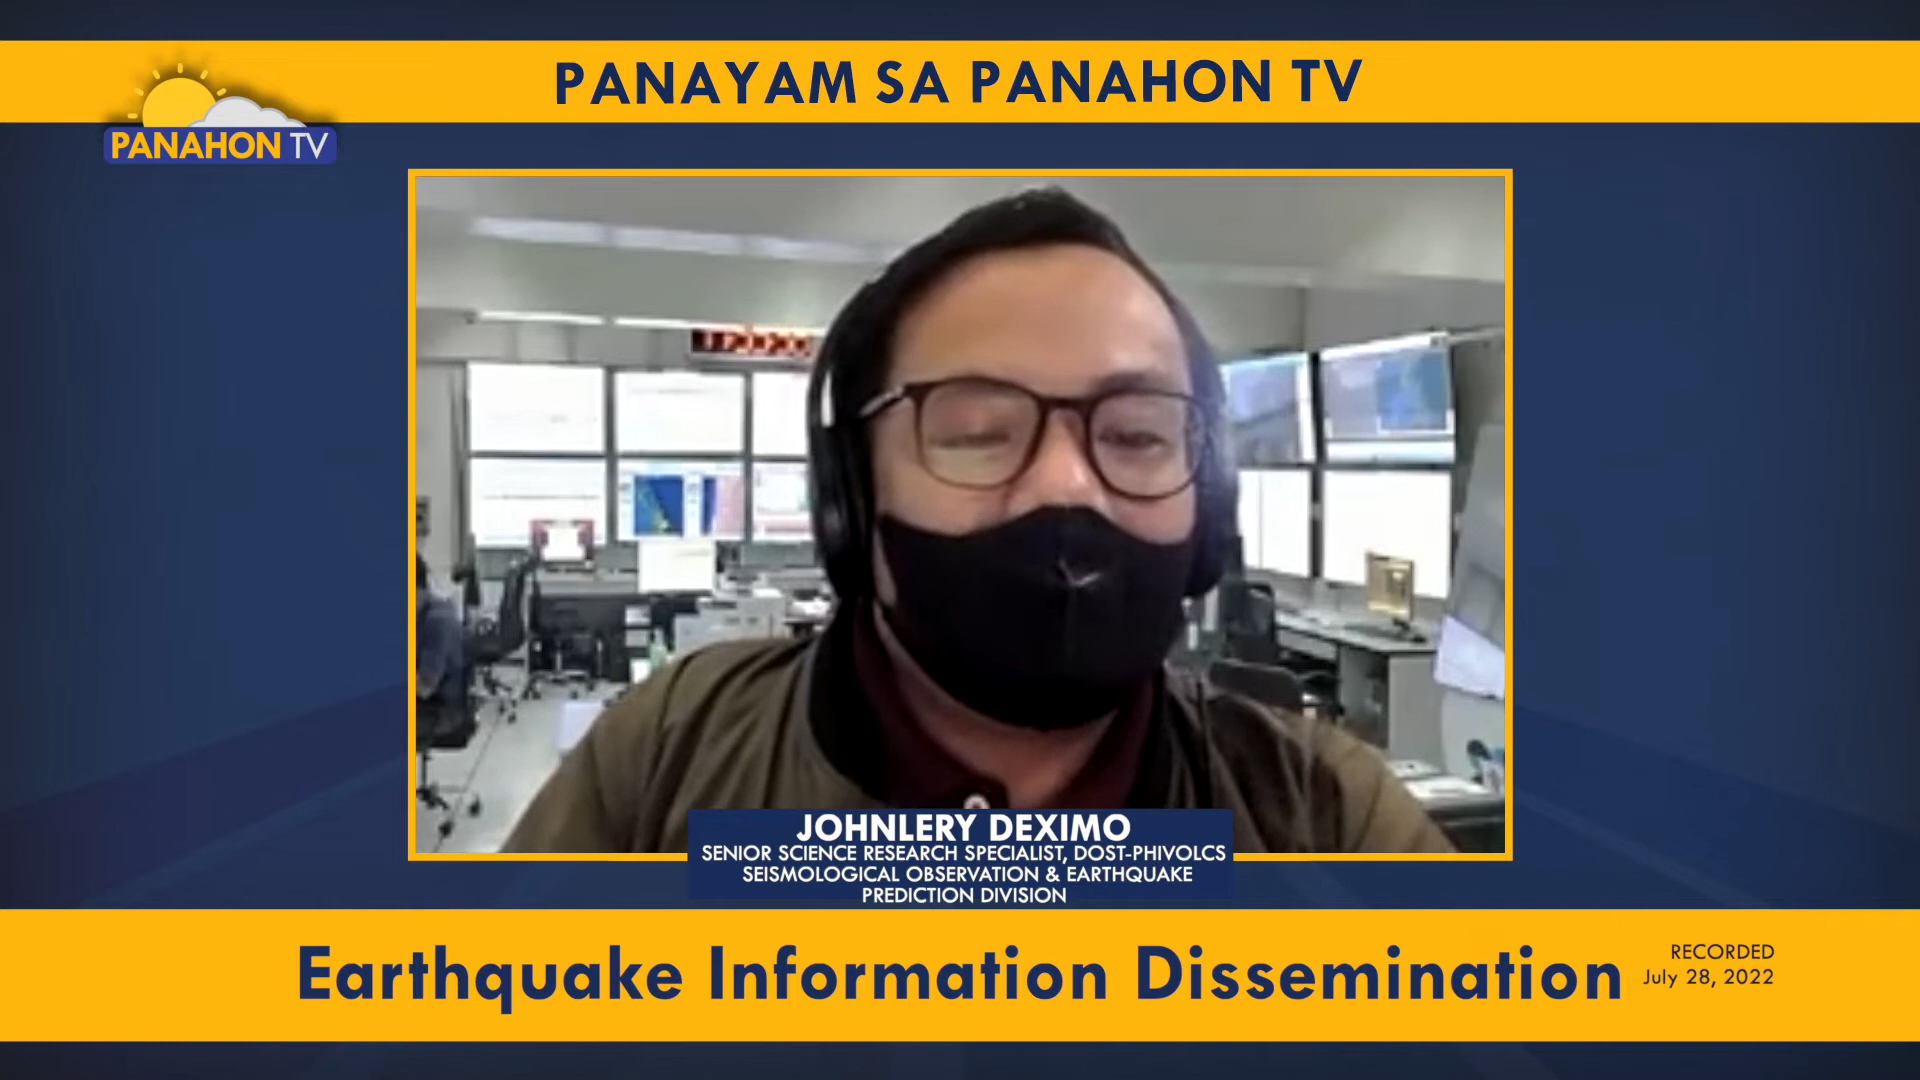 PANAYAM SA PANAHON TV
PANAHON TV
JOHNLERY DEXIMO
SENIOR SCIENCE RESEARCH SPECIALIST, DOST-PHIVOLCS
SEISMOLOGICAL OBSERVATION & EARTHQUAKE
PREDICTION DIVISION
Earthquake Information Dissemination
RECORDED
July 28, 2022